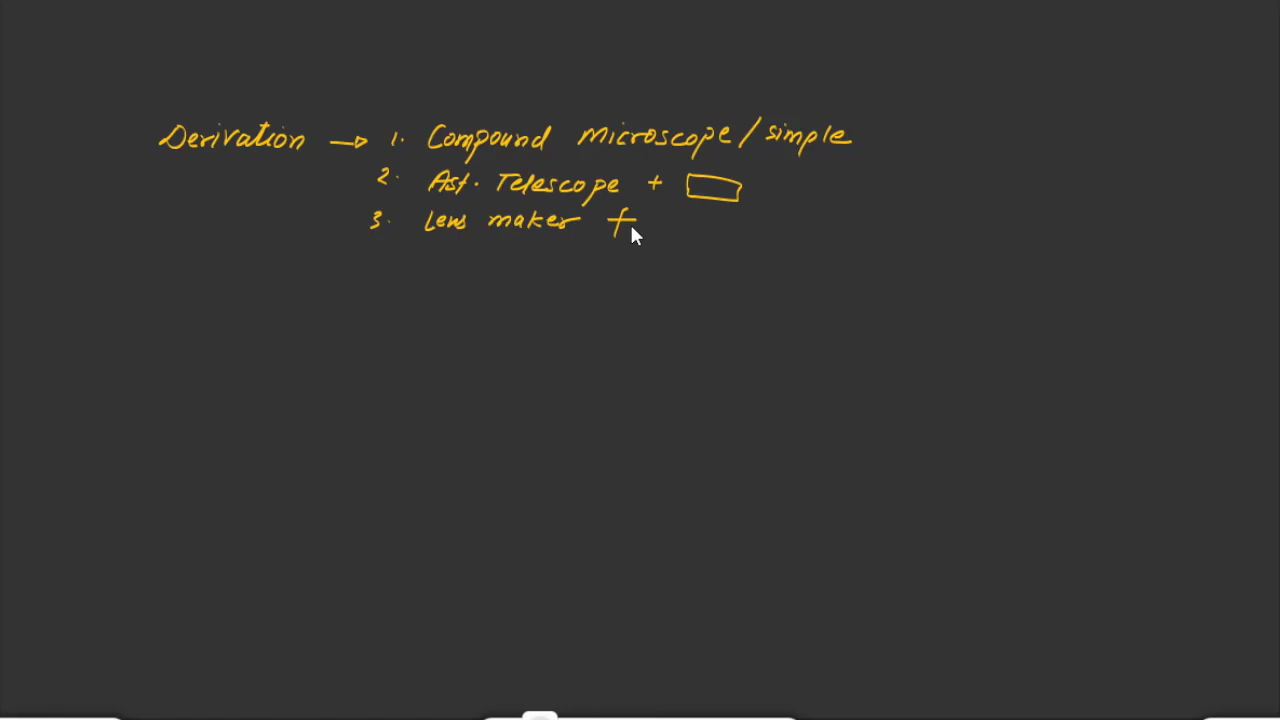 Derivation → 1. Compound microscope/simple
2. Ast. Telescope +
3. Lens maker f